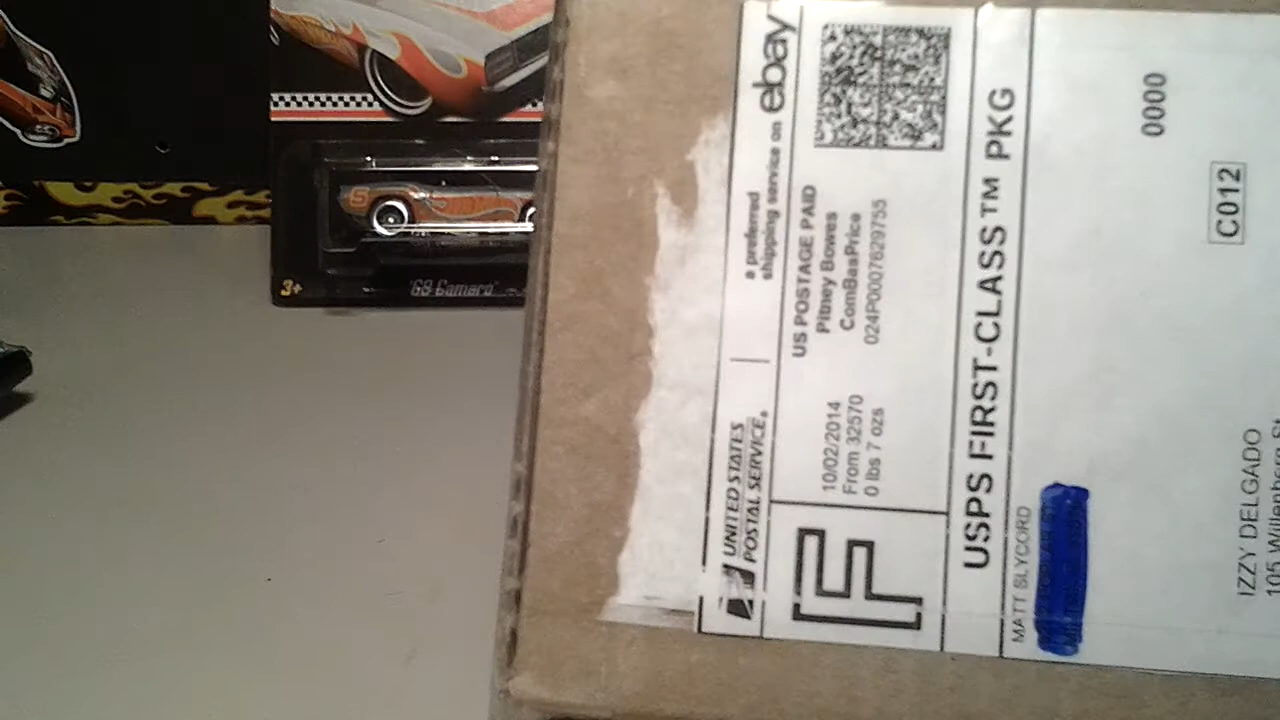 3+
'68 Camaro
UNITED STATES
POSTAL SERVICE®
a preferred
shipping service on ebay
F
10/02/2014
From 32570
0 lbs 7 ozs
US POSTAGE PAID
Pitney Bowes
ComBasPrice
024P0007629755
USPS FIRST-CLASS™ PKG
MATT SLYCORD
0000
C012
IZZY DELGADO
105